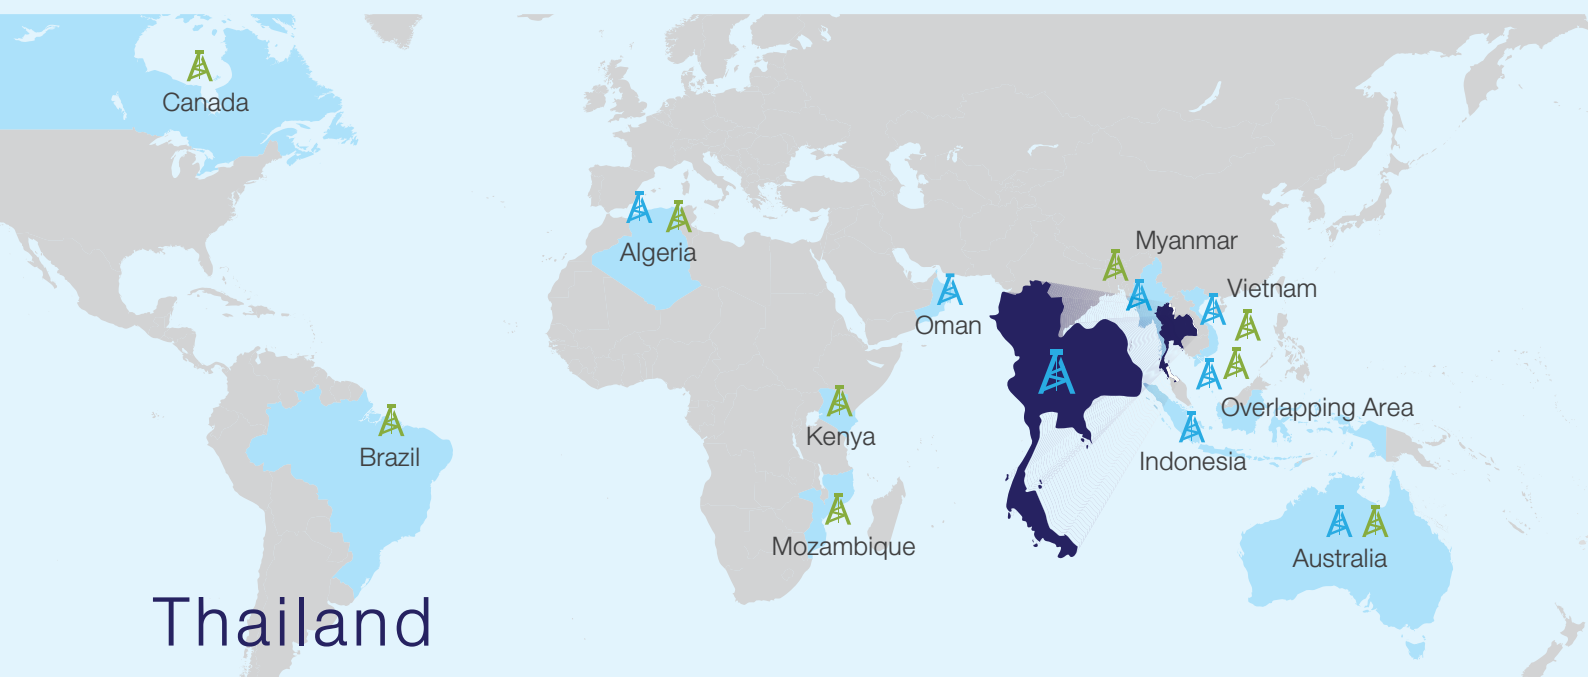 Canada
Myanmar
Algeria
Vietnam
Oman
Overlapping Area
Kenya
Brazil
Indonesia
Mozambique
Australia
Thailand